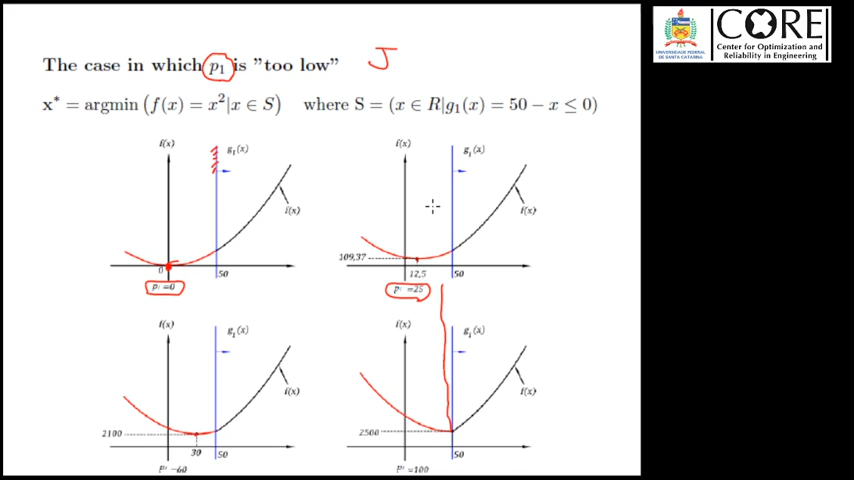 The case in which p1 is "too low" J
x* = argmin (f(x) = x²|x ∈ S) where S = (x ∈ R|g1(x) = 50 − x ≤ 0)
f(x) g1(x) f(x) 0 50 p1 =0
f(x) g1(x) f(x) 109,37 12,5 50 p1 =25
f(x) g1(x) f(x) 2100 30 50 p1 =60
f(x) g1(x) f(x) 2500 50 p1 =100
UNIVERSIDADE FEDERAL
DE SANTA CATARINA
CORE
Center for Optimization and
Reliability in Engineering